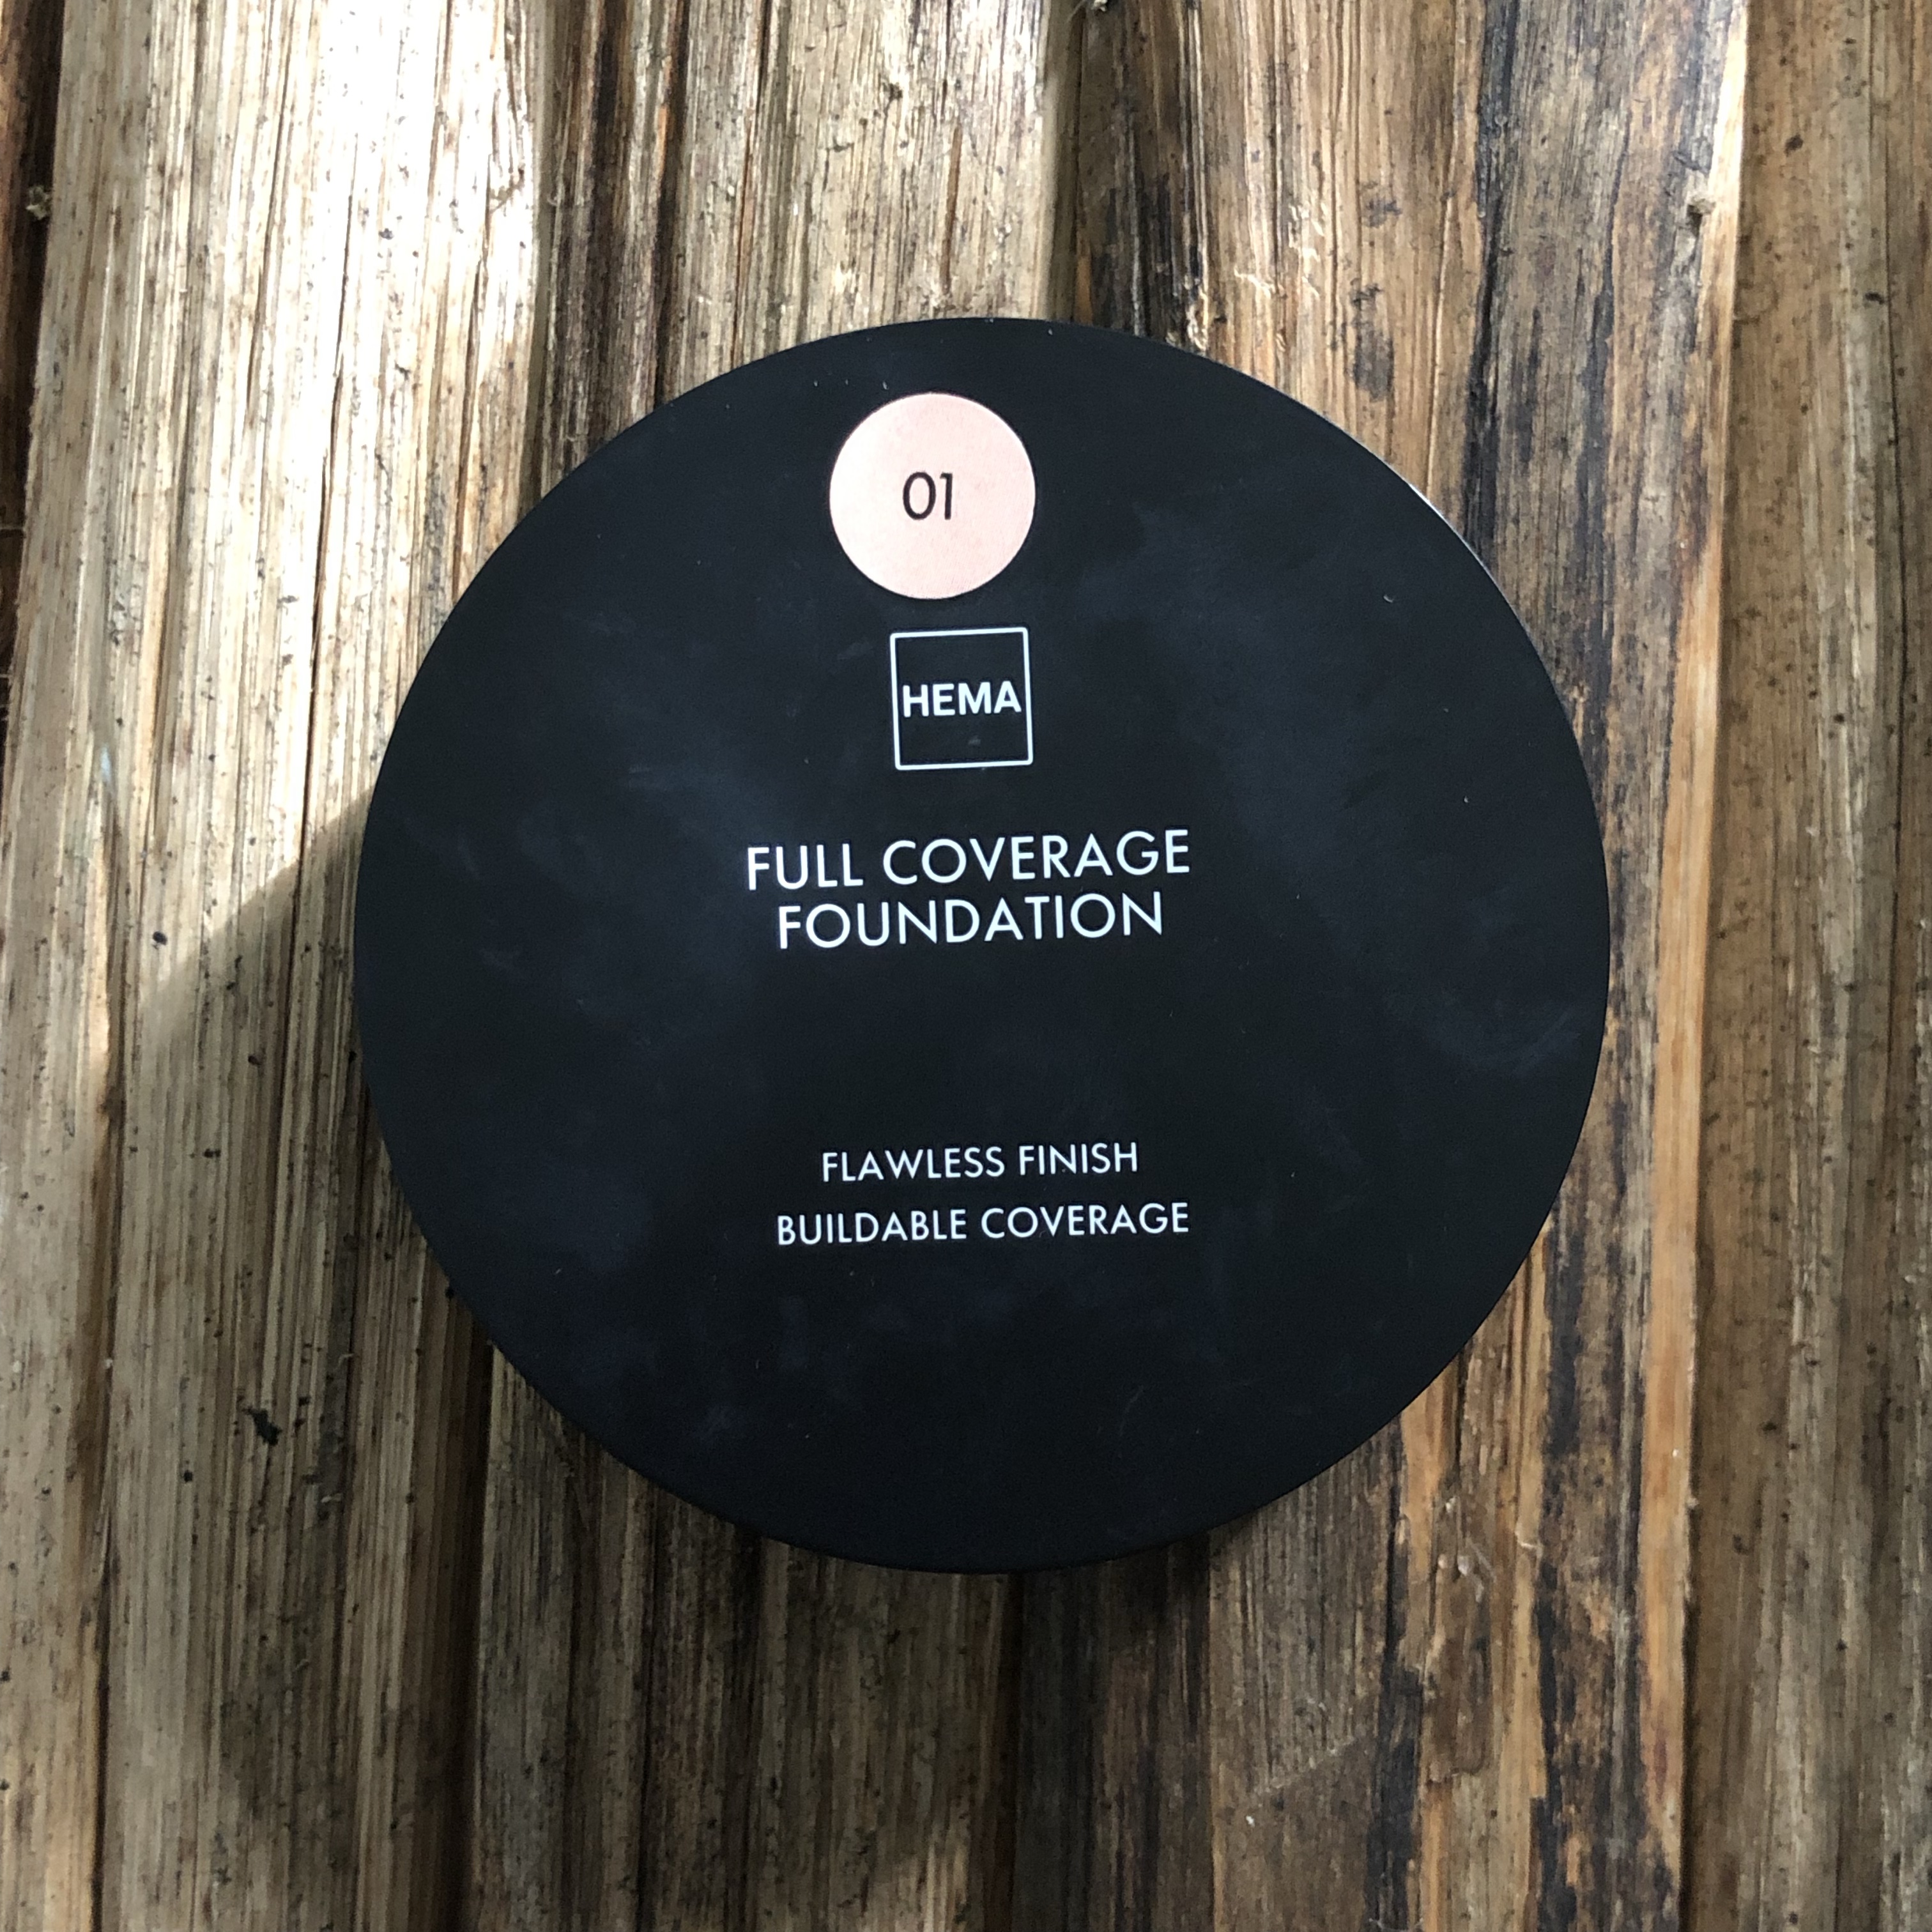 01
HEMA
FULL COVERAGE
FOUNDATION
FLAWLESS FINISH
BUILDABLE COVERAGE